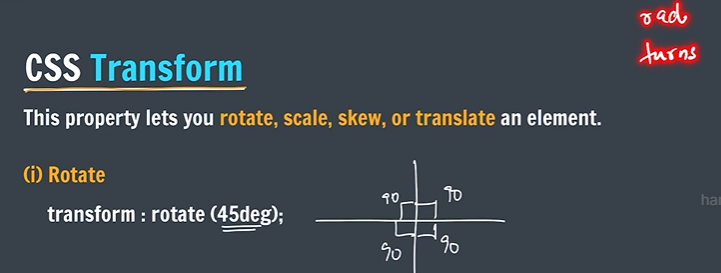 rad
turns
CSS Transform
This property lets you rotate, scale, skew, or translate an element.
(i) Rotate
transform : rotate (45deg);
90 90
90 90